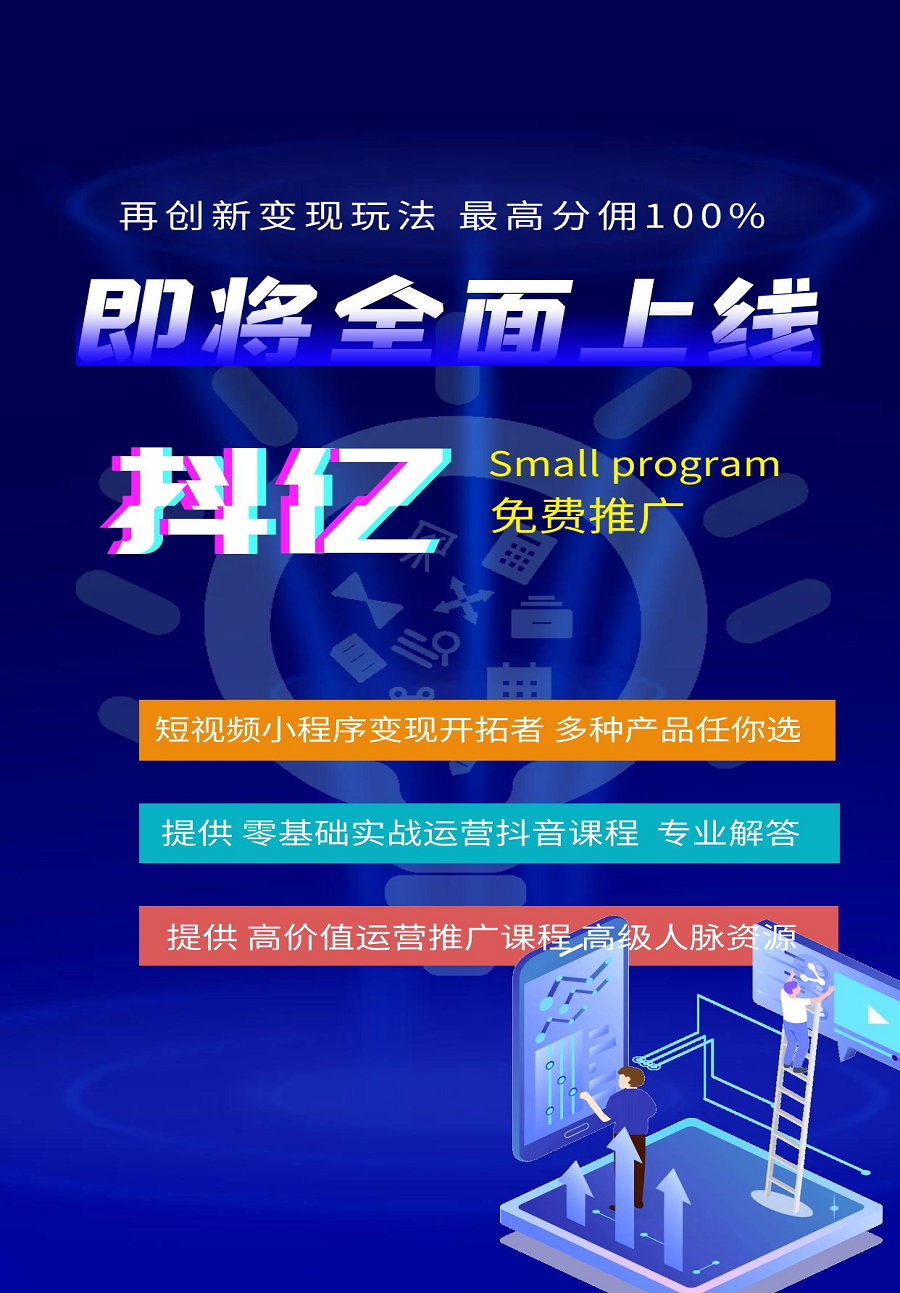 再创新变现玩法 最高分佣100%
即将全面上线
抖亿
Small program
免费推广
短视频小程序变现开拓者 多种产品任你选
提供 零基础实战运营抖音课程 专业解答
提供 高价值运营推广课程 高级人脉资源